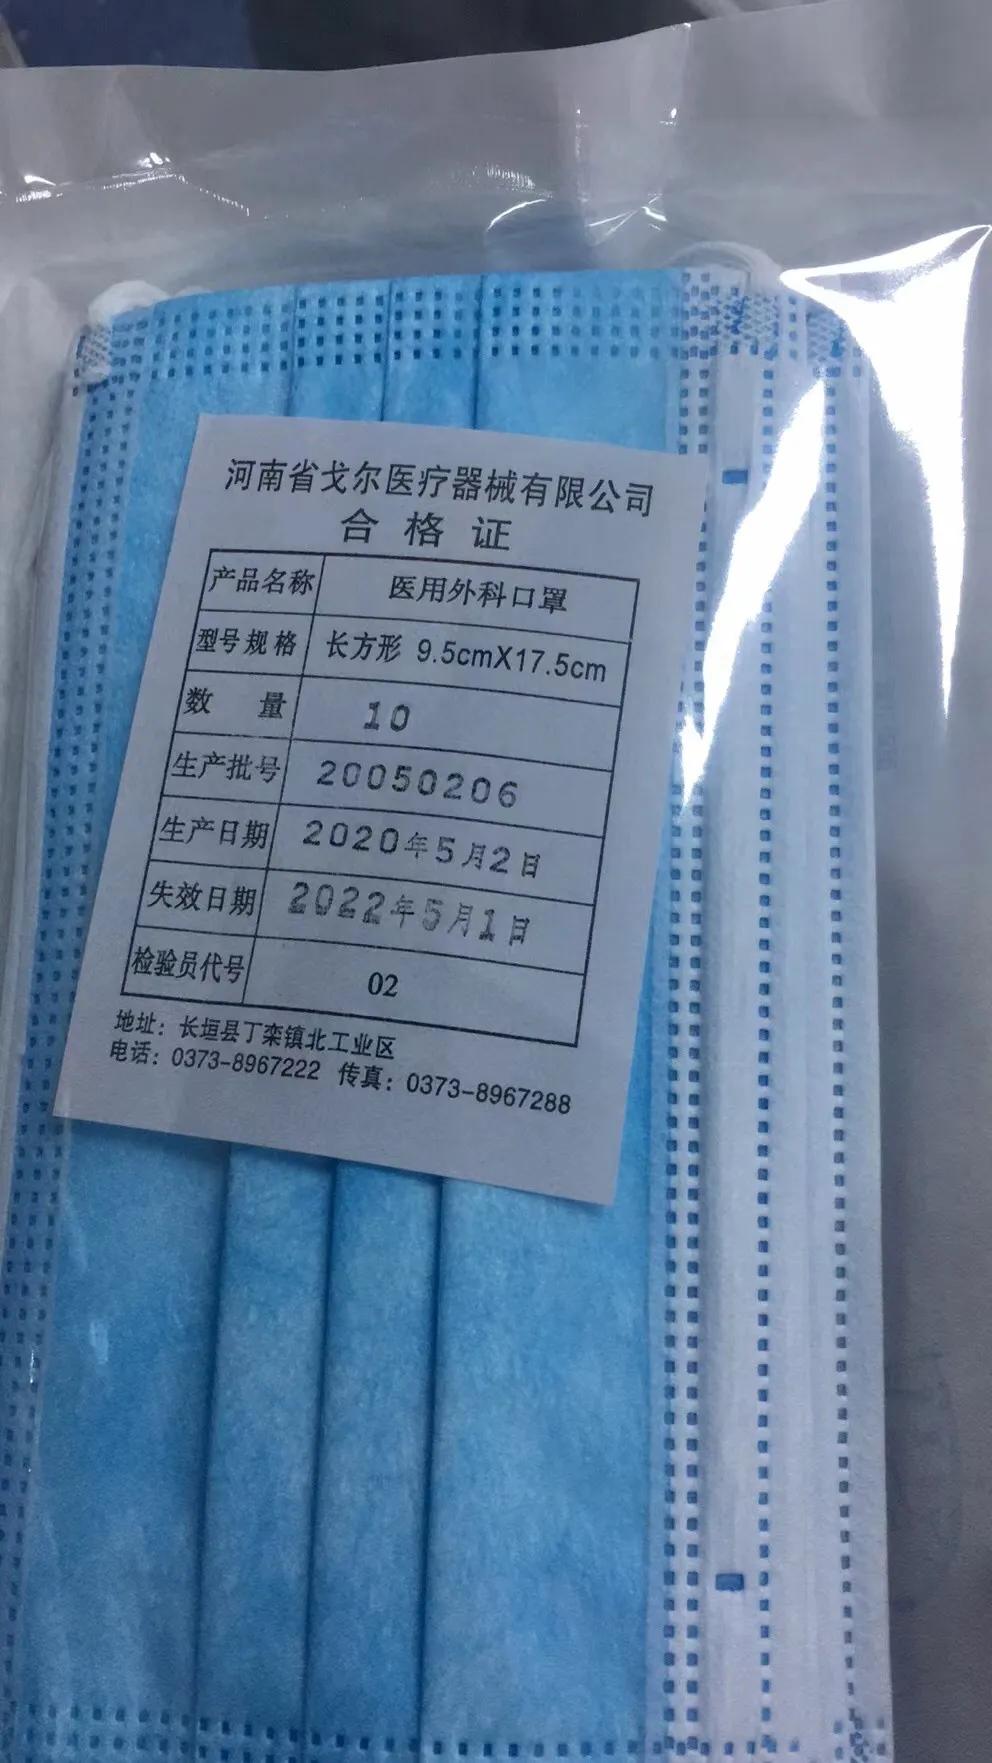 河南省戈尔医疗器械有限公司
合格证
产品名称 医用外科口罩
型号规格 长方形 9.5cmX17.5cm
数量 10
生产批号 20050206
生产日期 2020年5月2日
失效日期 2022年5月1日
检验员代号 02
地址：长垣县丁栾镇北工业区
电话：0373-8967222 传真：0373-8967288